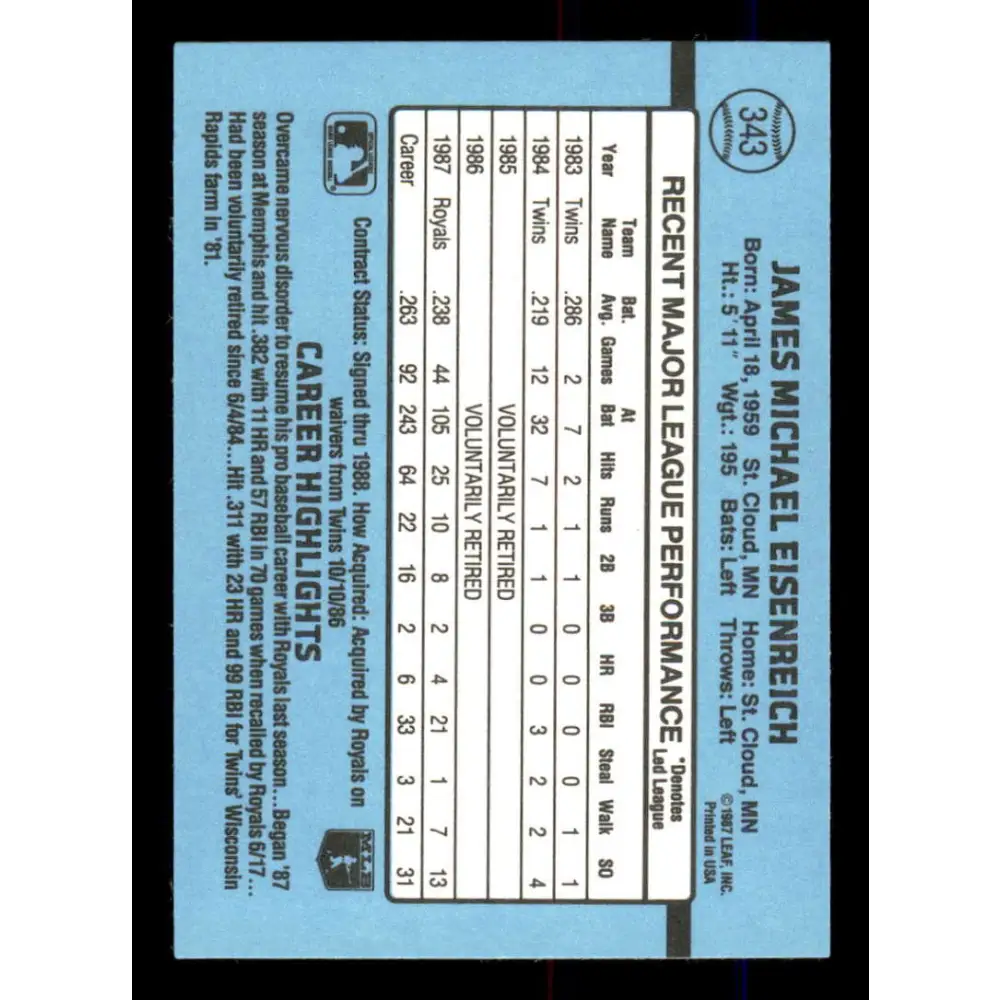 343
JAMES MICHAEL EISENREICH
Born: April 18, 1959 St. Cloud, MN Home: St. Cloud, MN
Ht.: 5'11" Wgt.: 195 Bats: Left Throws: Left
©1987 LEAF, INC.
Printed in USA
RECENT MAJOR LEAGUE PERFORMANCE *Denotes Led League
Year Team Name Bat. Avg. Games At Bat Hits Runs 2B 3B HR RBI Steal Walk SO
1983 Twins .286 2 7 2 1 1 0 0 0 0 1 1
1984 Twins .219 12 32 7 1 1 0 0 3 2 2 4
1985 VOLUNTARILY RETIRED
1986 VOLUNTARILY RETIRED
1987 Royals .238 44 105 25 10 8 2 4 21 1 7 13
Career .263 92 243 64 22 16 2 6 33 3 21 31
Contract Status: Signed thru 1988. How Acquired: Acquired by Royals on
waivers from Twins 10/10/86
MLB
CAREER HIGHLIGHTS
Overcame nervous disorder to resume his pro baseball career with Royals last season...Began '87
season at Memphis and hit .382 with 11 HR and 57 RBI in 70 games when recalled by Royals 6/17...
Had been voluntarily retired since 6/4/84...Hit .311 with 23 HR and 99 RBI for Twins' Wisconsin
Rapids farm in '81.